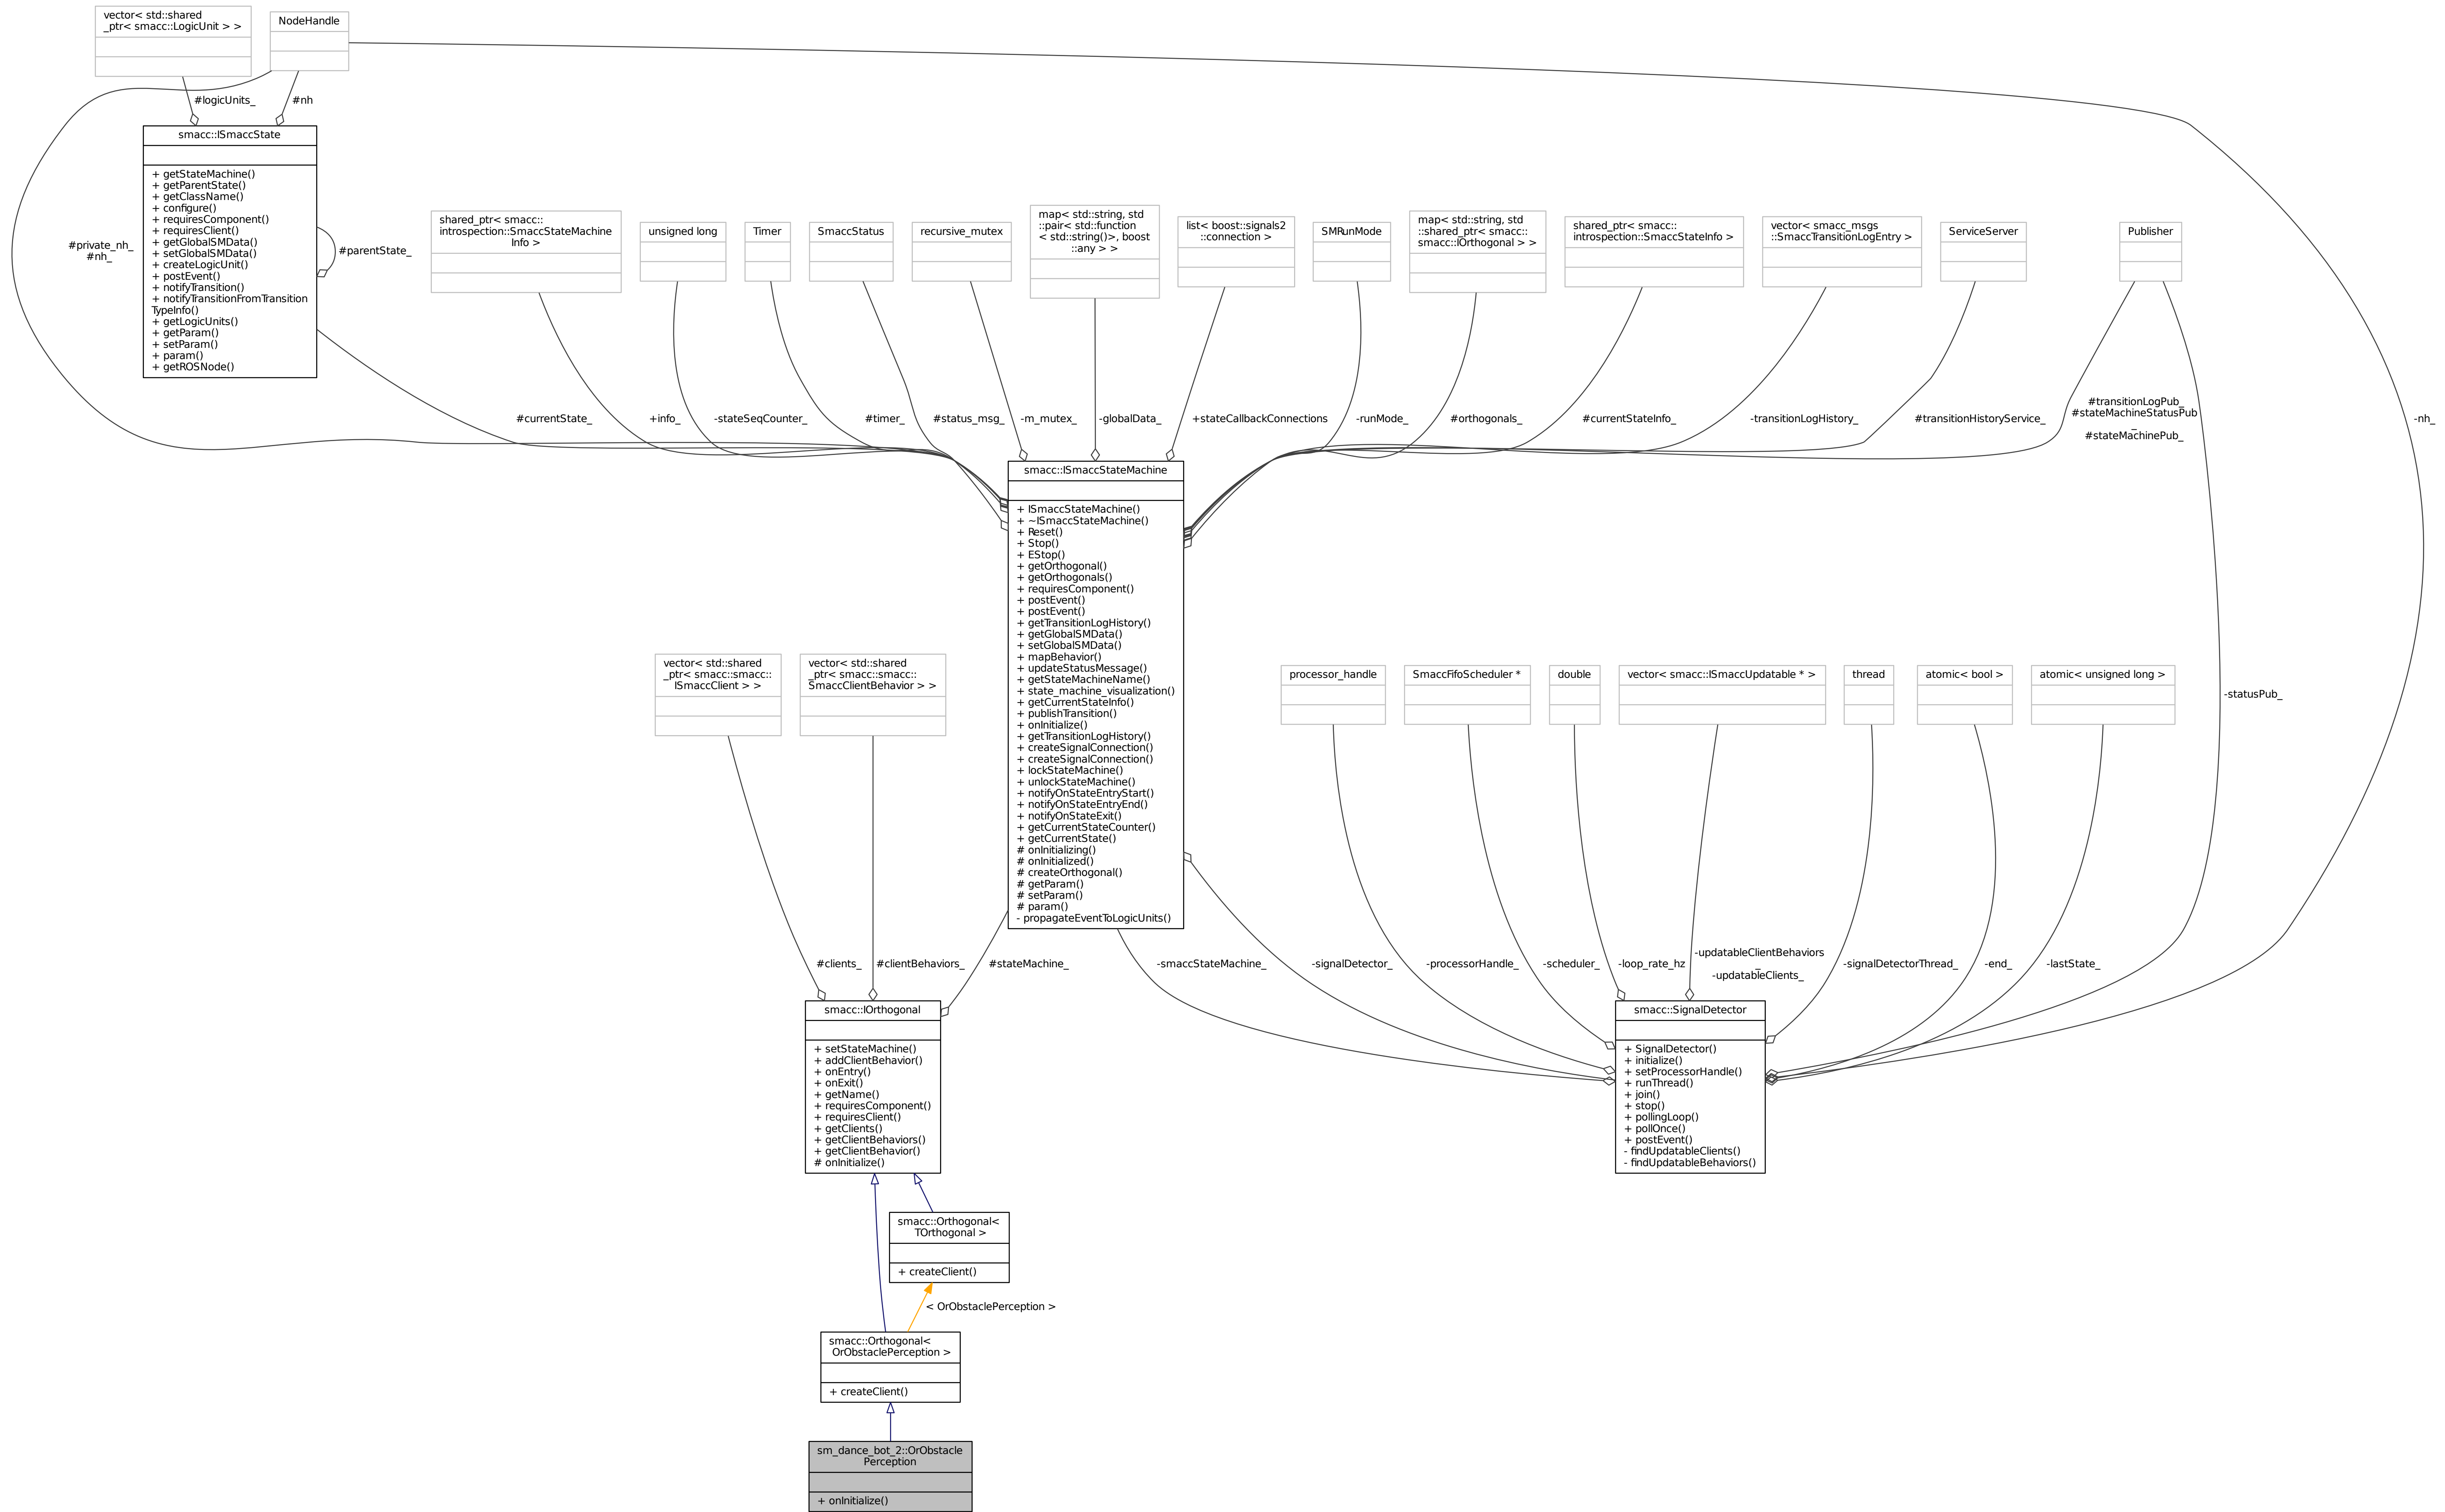 vector< std::shared
_ptr< smacc::LogicUnit > >
NodeHandle
#logicUnits_
#nh
smacc::ISmaccState
+ getStateMachine()
+ getParentState()
+ getClassName()
+ configure()
+ requiresComponent()
+ requiresClient()
+ getGlobalSMData()
+ setGlobalSMData()
+ createLogicUnit()
+ postEvent()
+ notifyTransition()
+ notifyTransitionFromTransition
TypeInfo()
+ getLogicUnits()
+ getParam()
+ setParam()
+ param()
+ getROSNode()
#private_nh_
#nh_
#parentState_
shared_ptr< smacc::
introspection::SmaccStateMachine
Info >
unsigned long
Timer
SmaccStatus
recursive_mutex
map< std::string, std
::pair< std::function
< std::string()>, boost
::any > >
list< boost::signals2
::connection >
SMRunMode
map< std::string, std
::shared_ptr< smacc::
smacc::IOrthogonal > >
shared_ptr< smacc::
introspection::SmaccStateInfo >
vector< smacc_msgs
::SmaccTransitionLogEntry >
ServiceServer
Publisher
#currentState_
+info_
-stateSeqCounter_
#timer_
#status_msg_
-m_mutex_
-globalData_
+stateCallbackConnections
-runMode_
#orthogonals_
#currentStateInfo_
-transitionLogHistory_
#transitionHistoryService_
#transitionLogPub_
#stateMachineStatusPub
_
#stateMachinePub_
-nh_
smacc::ISmaccStateMachine
+ ISmaccStateMachine()
+ ~ISmaccStateMachine()
+ Reset()
+ Stop()
+ EStop()
+ getOrthogonal()
+ getOrthogonals()
+ requiresComponent()
+ postEvent()
+ postEvent()
+ getTransitionLogHistory()
+ getGlobalSMData()
+ setGlobalSMData()
+ mapBehavior()
+ updateStatusMessage()
+ getStateMachineName()
+ state_machine_visualization()
+ getCurrentStateInfo()
+ publishTransition()
+ onInitialize()
+ getTransitionLogHistory()
+ createSignalConnection()
+ createSignalConnection()
+ lockStateMachine()
+ unlockStateMachine()
+ notifyOnStateEntryStart()
+ notifyOnStateEntryEnd()
+ notifyOnStateExit()
+ getCurrentStateCounter()
+ getCurrentState()
# onInitializing()
# onInitialized()
# createOrthogonal()
# getParam()
# setParam()
# param()
- propagateEventToLogicUnits()
vector< std::shared
_ptr< smacc::smacc::
ISmaccClient > >
vector< std::shared
_ptr< smacc::smacc::
SmaccClientBehavior > >
processor_handle
SmaccFifoScheduler *
double
vector< smacc::ISmaccUpdatable * >
thread
atomic< bool >
atomic< unsigned long >
-statusPub_
#clients_
#clientBehaviors_
#stateMachine_
-smaccStateMachine_
-signalDetector_
-processorHandle_
-scheduler_
-loop_rate_hz
-updatableClientBehaviors
_
-updatableClients_
-signalDetectorThread_
-end_
-lastState_
smacc::IOrthogonal
+ setStateMachine()
+ addClientBehavior()
+ onEntry()
+ onExit()
+ getName()
+ requiresComponent()
+ requiresClient()
+ getClients()
+ getClientBehaviors()
+ getClientBehavior()
# onInitialize()
smacc::SignalDetector
+ SignalDetector()
+ initialize()
+ setProcessorHandle()
+ runThread()
+ join()
+ stop()
+ pollingLoop()
+ pollOnce()
+ postEvent()
- findUpdatableClients()
- findUpdatableBehaviors()
smacc::Orthogonal<
TOrthogonal >
+ createClient()
< OrObstaclePerception >
smacc::Orthogonal<
OrObstaclePerception >
+ createClient()
sm_dance_bot_2::OrObstacle
Perception
+ onInitialize()